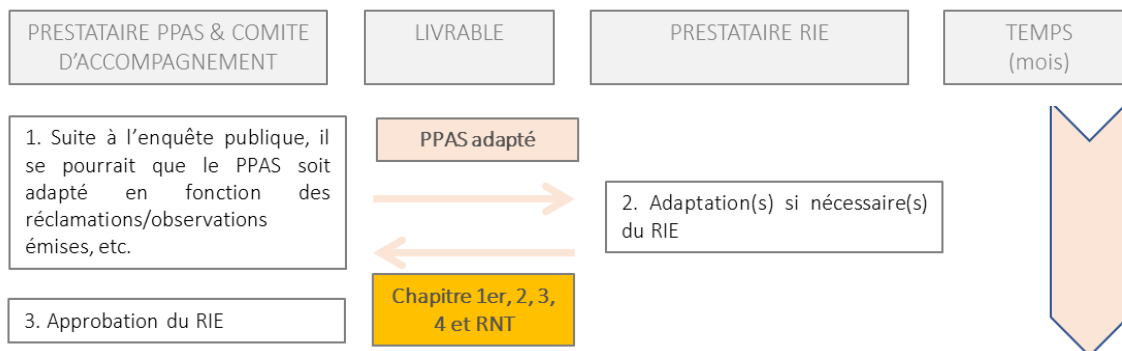 PRESTATAIRE PPAS & COMITE
D’ACCOMPAGNEMENT
LIVRABLE
PRESTATAIRE RIE
TEMPS
(mois)
1. Suite à l’enquête publique, il
se pourrait que le PPAS soit
adapté en fonction des
réclamations/observations
émises, etc.
PPAS adapté
2. Adaptation(s) si nécessaire(s)
du RIE
Chapitre 1er, 2, 3,
4 et RNT
3. Approbation du RIE